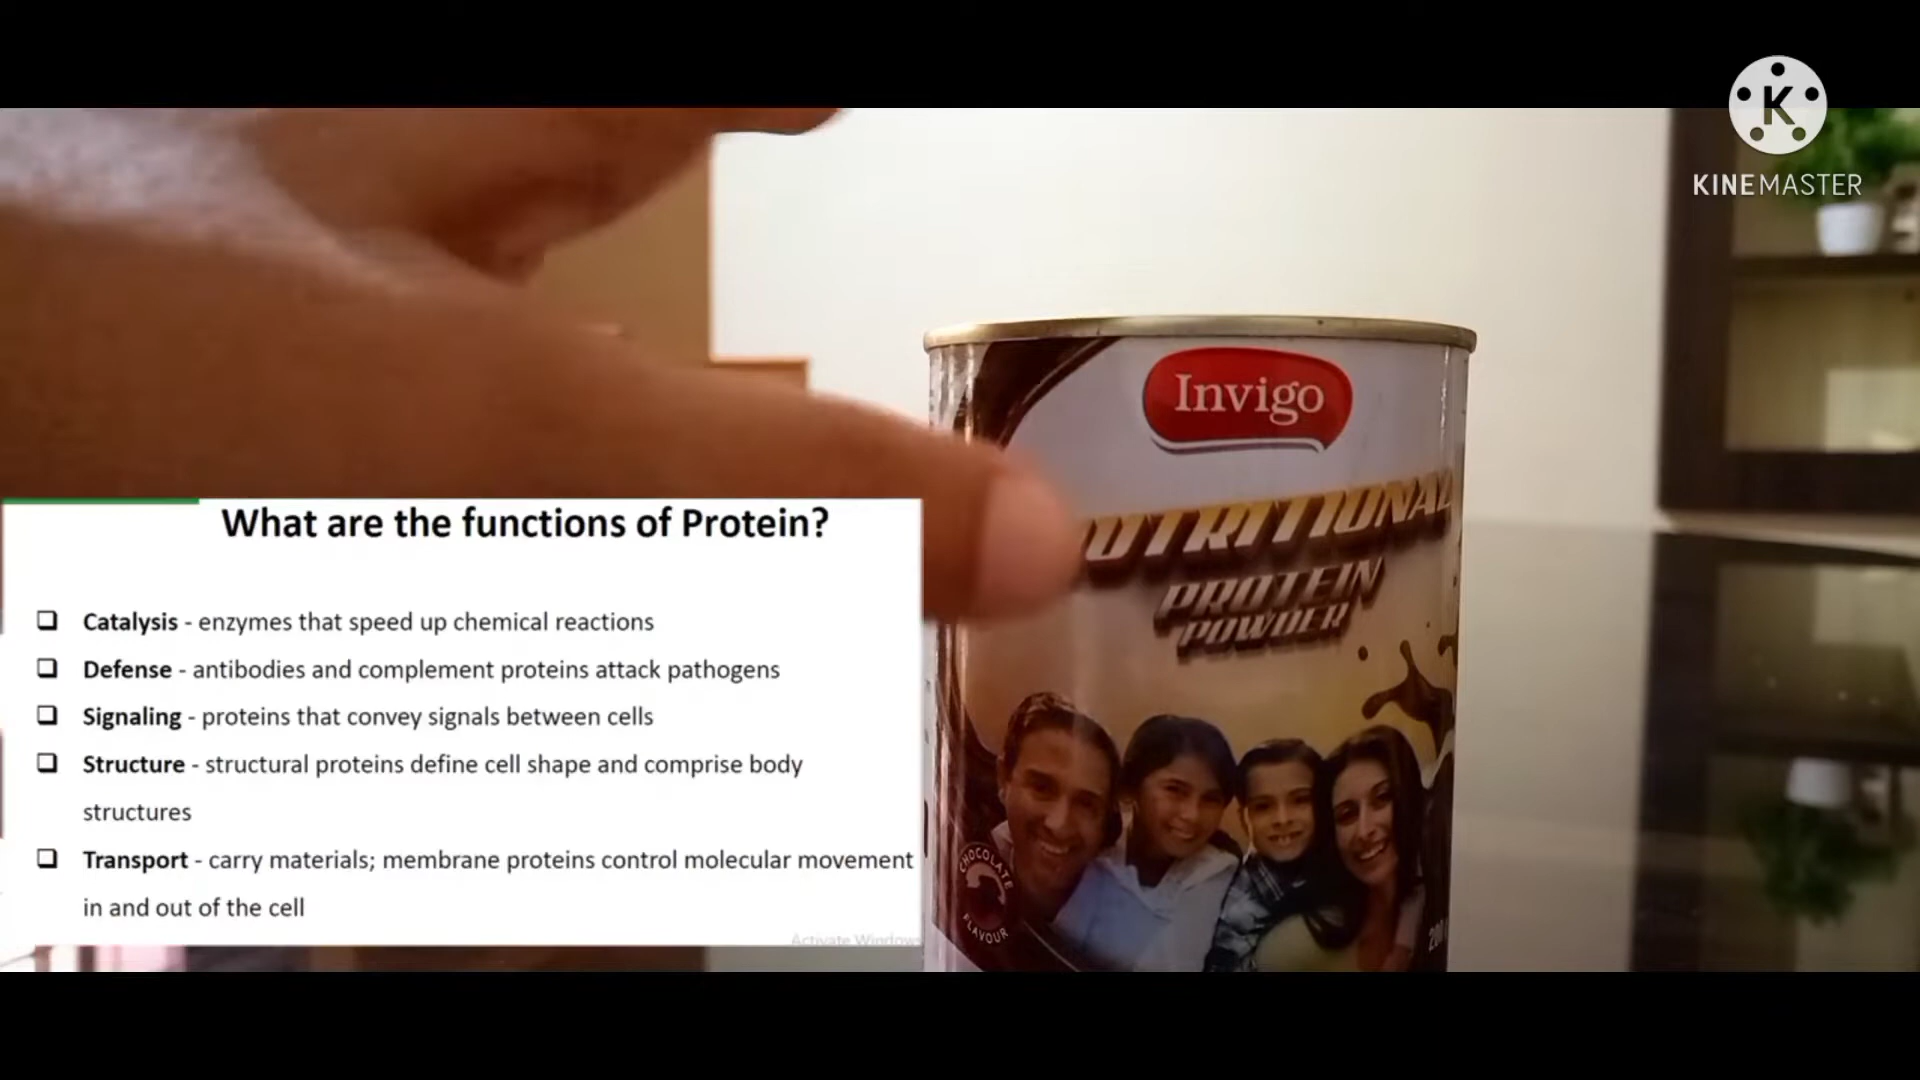 KINEMASTER
Invigo
NUTRITIONAL
PROTEIN
POWDER
CHOCOLATE
FLAVOUR
What are the functions of Protein?
Catalysis - enzymes that speed up chemical reactions
Defense - antibodies and complement proteins attack pathogens
Signaling - proteins that convey signals between cells
Structure - structural proteins define cell shape and comprise body
structures
Transport - carry materials; membrane proteins control molecular movement
in and out of the cell
Activate Windows